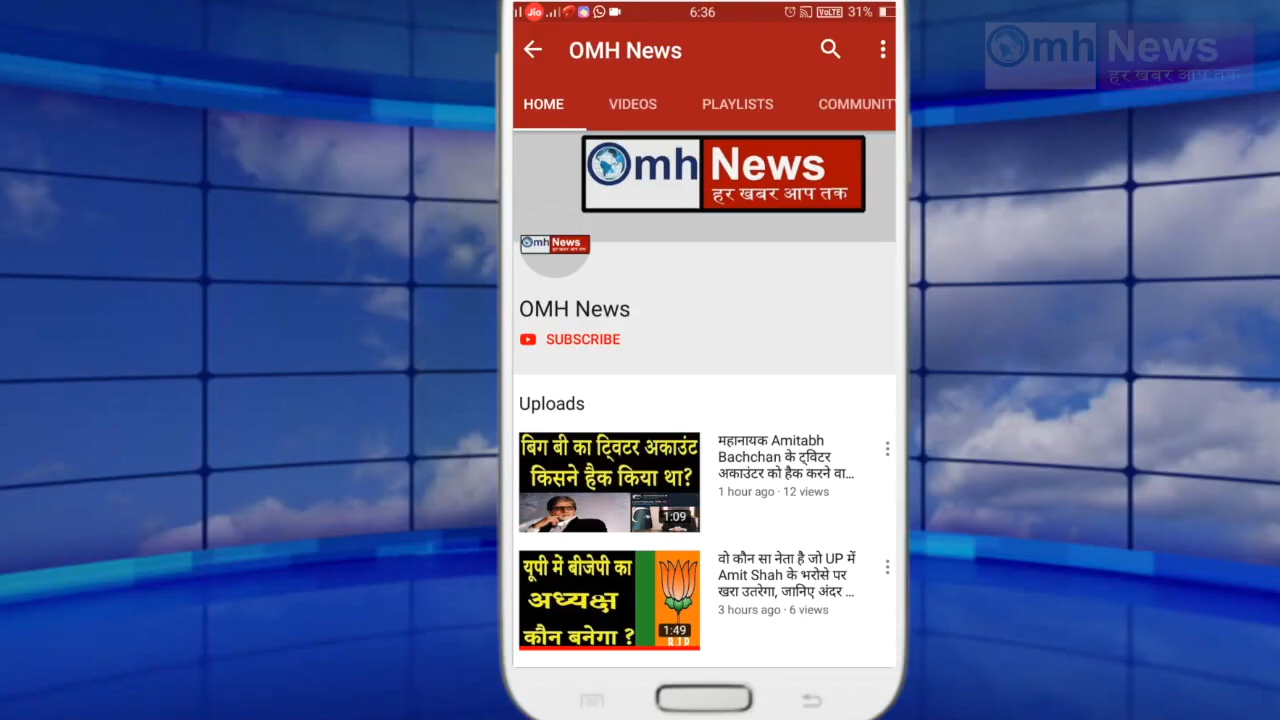 Jio 6:36 VoLTE 31%
OMH News
HOME VIDEOS PLAYLISTS COMMUNIT
Omh News
हर खबर आप तक
Omh News
हर खबर आप तक
Omh News
OMH News
SUBSCRIBE
Uploads
बिग बी का ट्विटर अकाउंट
किसने हैक किया था?
1:09
महानायक Amitabh
Bachchan के ट्विटर
अकाउंटर को हैक करने वा...
1 hour ago · 12 views
यूपी में बीजेपी का
अध्यक्ष
कौन बनेगा ?
1:49
B J P
वो कौन सा नेता है जो UP में
Amit Shah के भरोसे पर
खरा उतरेगा, जानिए अंदर ...
3 hours ago · 6 views